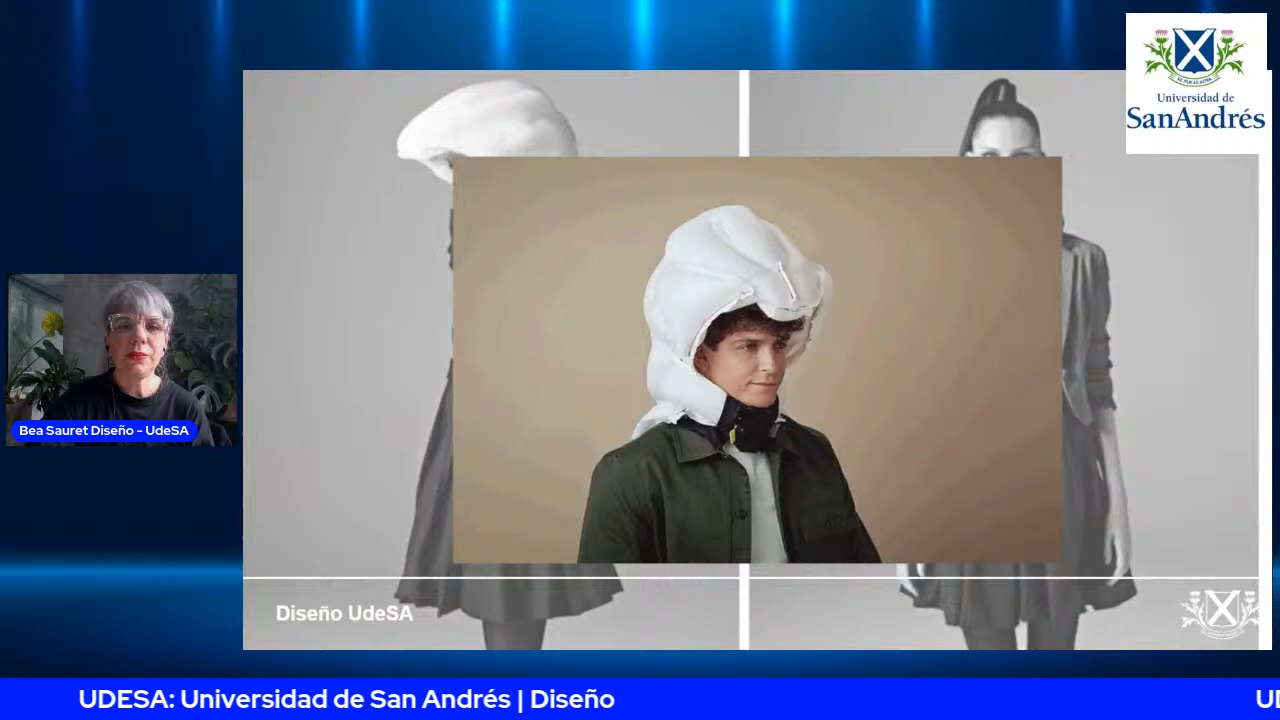 Universidad de
SanAndrés
Bea Sauret Diseño - UdeSA
Diseño UdeSA
UDESA: Universidad de San Andrés | Diseño